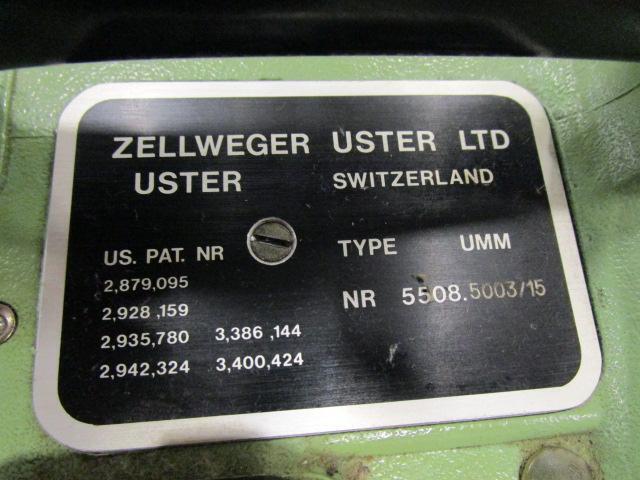 ZELLWEGER USTER LTD
USTER SWITZERLAND
US. PAT. NR
2,879,095
2,928 ,159
2,935,780 3,386 ,144
2,942,324 3,400,424
TYPE UMM
NR 5508.5003/15